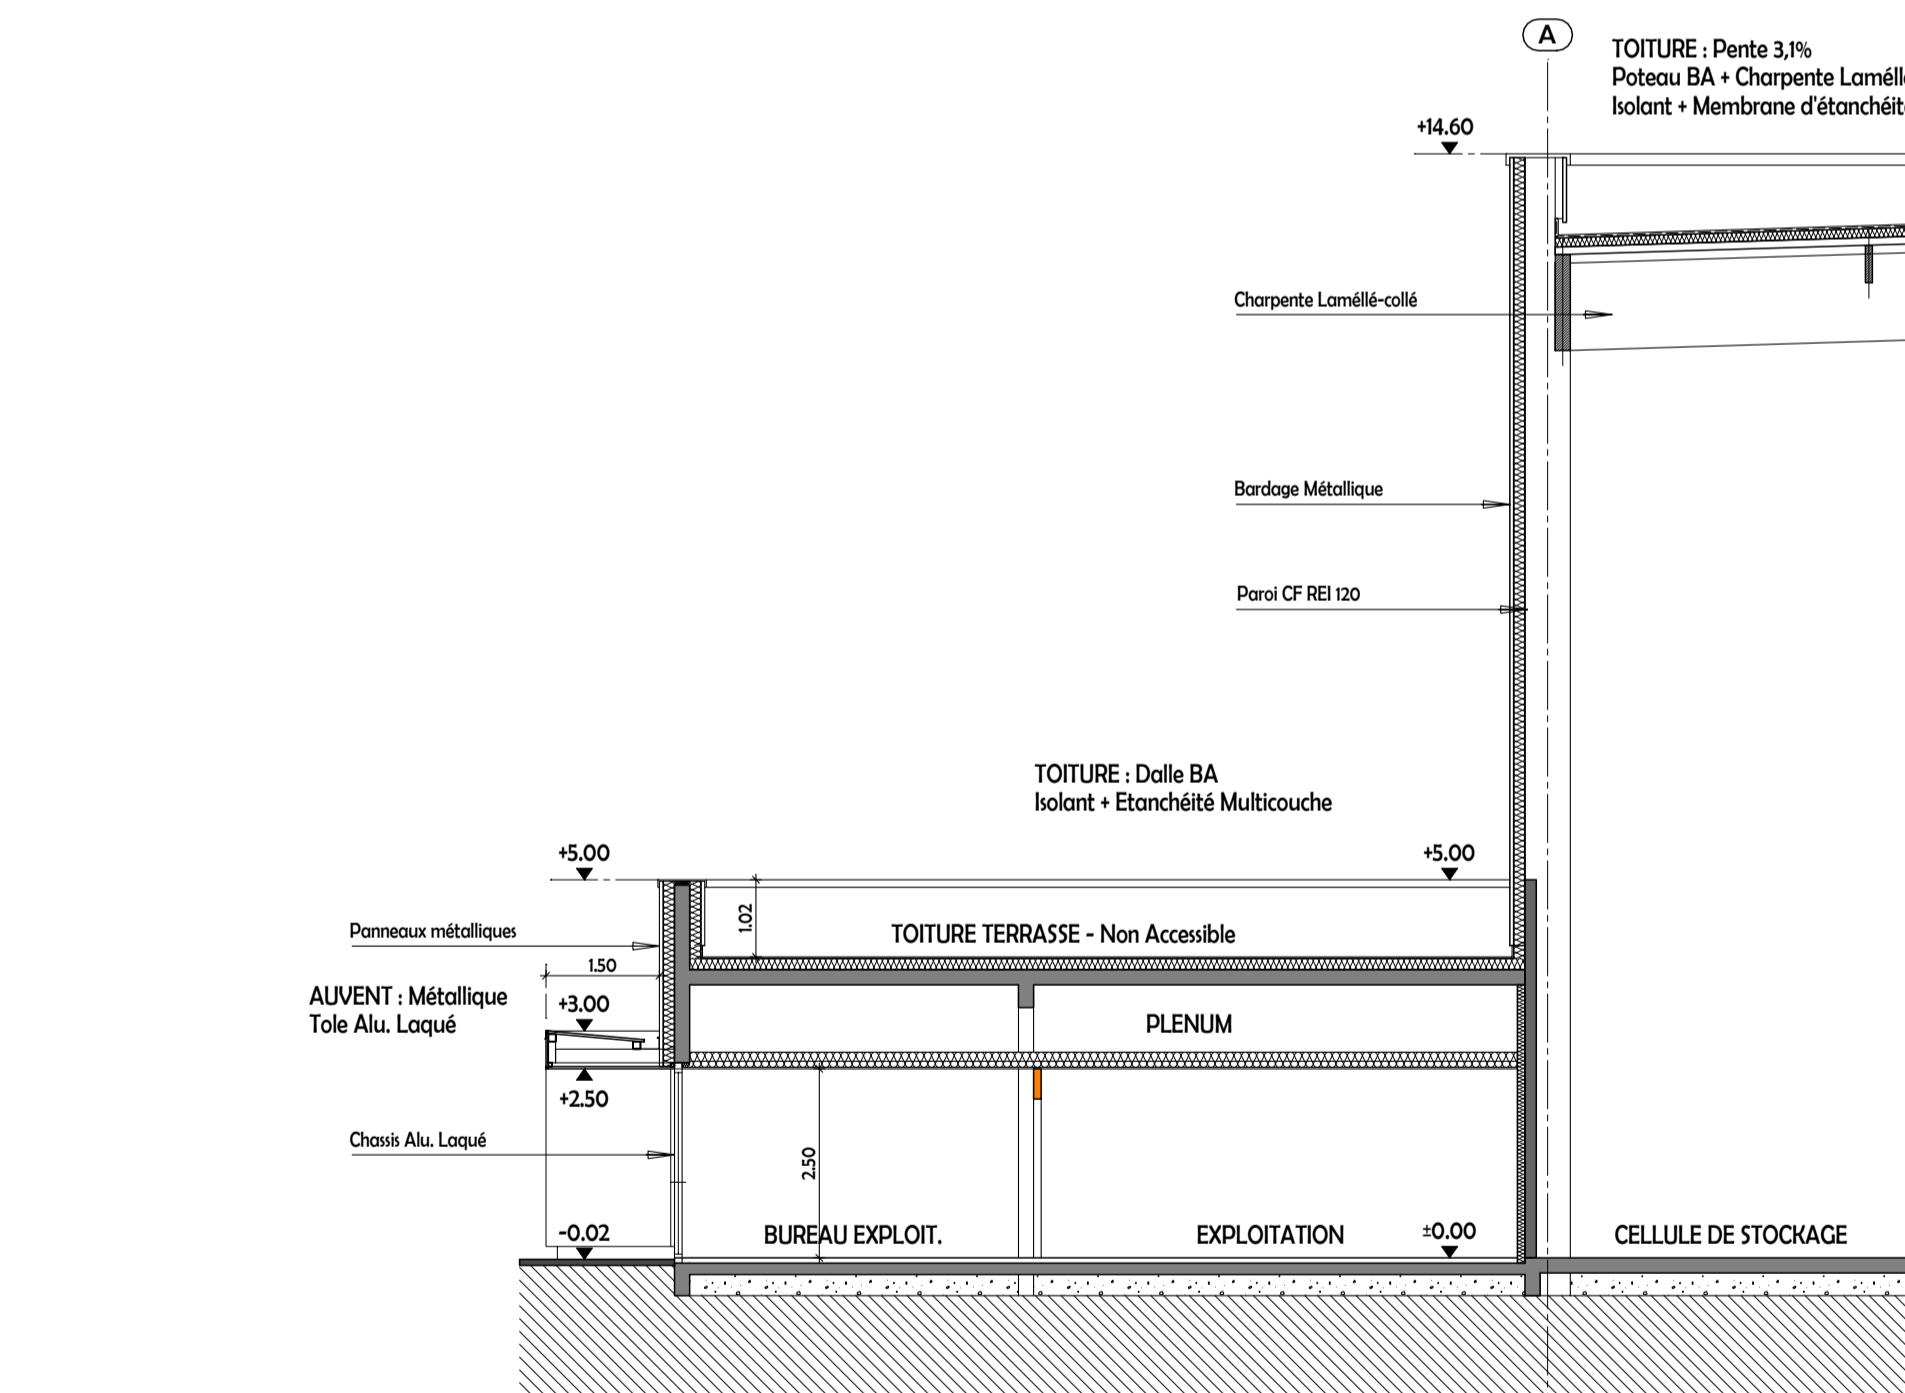 A
TOITURE : Pente 3,1%
Poteau BA + Charpente Laméllé
Isolant + Membrane d'étanchéité
+14.60
Charpente Laméllé-collé
Bardage Métallique
Paroi CF REI 120
TOITURE : Dalle BA
Isolant + Etanchéité Multicouche
+5.00
+5.00
1.02
TOITURE TERRASSE - Non Accessible
Panneaux métalliques
1.50
AUVENT : Métallique
Tole Alu. Laqué
+3.00
PLENUM
+2.50
Chassis Alu. Laqué
2.50
-0.02
BUREAU EXPLOIT.
EXPLOITATION
±0.00
CELLULE DE STOCKAGE